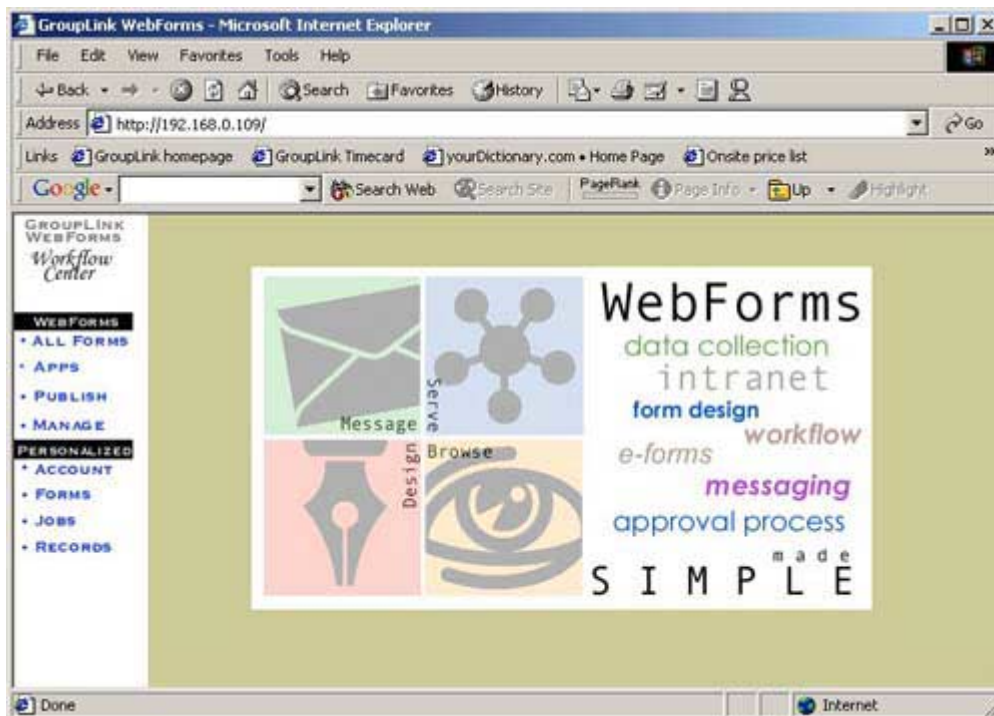 GroupLink WebForms - Microsoft Internet Explorer
File Edit View Favorites Tools Help
Back Search Favorites History
Address http://192.168.0.109/ Go
Links GroupLink homepage GroupLink Timecard yourDictionary.com • Home Page Onsite price list »
Google Search Web Search Site PageRank Page Info Up Highlight
GROUPLINK
WEBFORMS
Workflow
Center
WEBFORMS
• ALL FORMS
• APPS
• PUBLISH
• MANAGE
PERSONALIZED
• ACCOUNT
• FORMS
• JOBS
• RECORDS
Message
Serve
Design
Browse
WebForms
data collection
intranet
form design
workflow
e-forms
messaging
approval process
made
SIMPLE
Done Internet